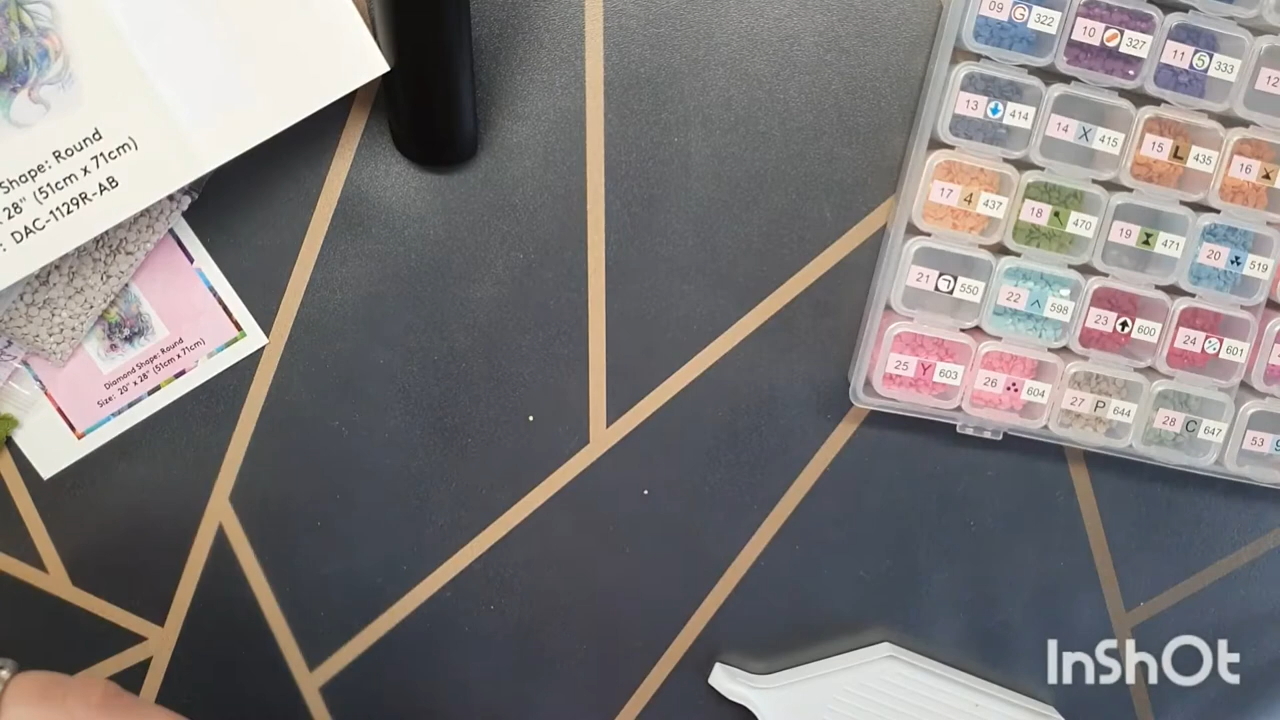 Shape: Round
x 28" (51cm x 71cm)
: DAC-1129R-AB
Diamond Shape: Round
Size: 20" x 28" (51cm x 71cm)
09 G 322
10 327
11 5 333
12
13 414
14 X 415
15 L 435
16
17 4 437
18 470
19 471
20 519
21 550
22 ^ 598
23 600
24 601
25 Y 603
26 604
27 P 644
28 C 647
53
InShOt